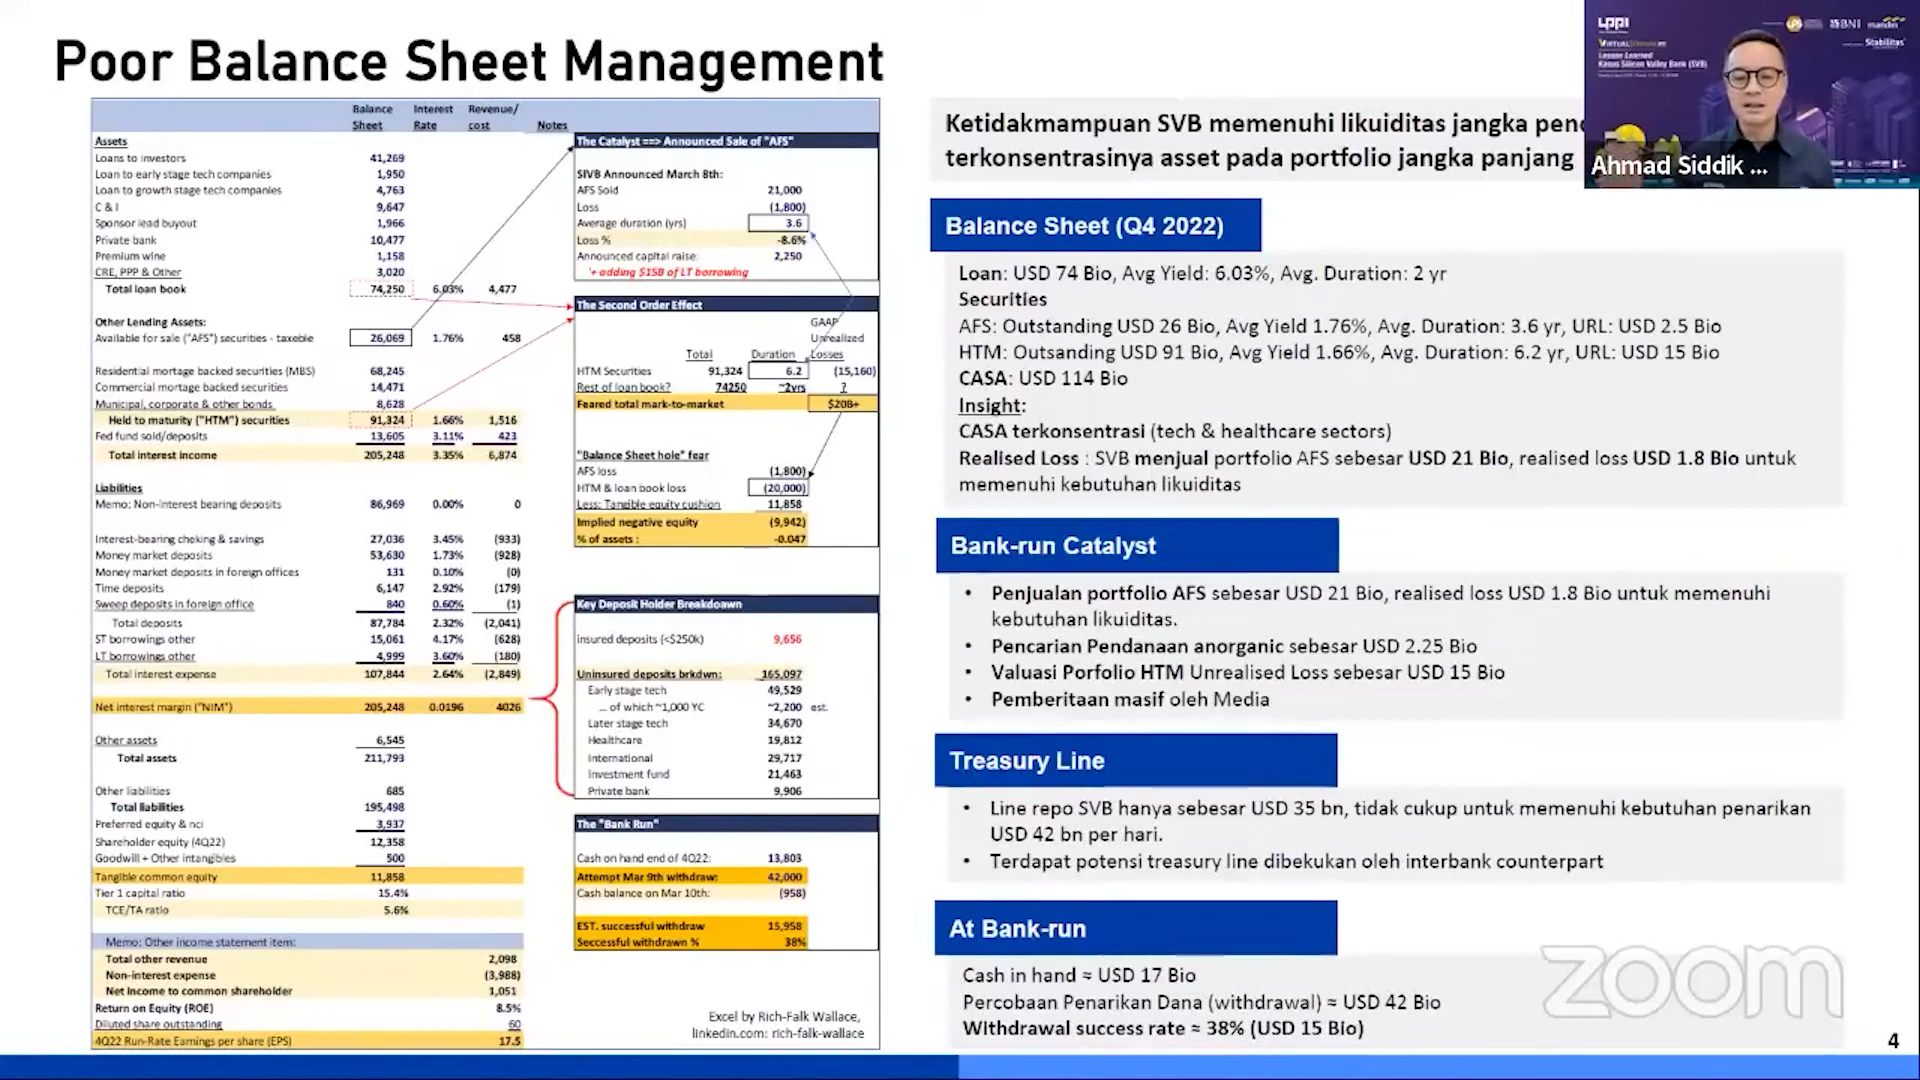 Poor Balance Sheet Management
Balance Sheet Interest Rate Revenue/ cost Notes
Assets
Loans to investors 41,269
Loan to early stage tech companies 1,950
Loan to growth stage tech companies 4,763
C & I 9,647
Sponsor lead buyout 1,966
Private bank 10,477
Premium wine 1,158
CRE, PPP & Other 3,020
Total loan book 74,250 6.03% 4,477
Other Lending Assets:
Available for sale ("AFS") securities - taxeble 26,069 1.76% 458
Residential mortage backed securities (MBS) 68,245
Commercial mortage backed securities 14,471
Municipal, corporate & other bonds 8,628
Held to maturity ("HTM") securities 91,324 1.66% 1,516
Fed fund sold/deposits 13,605 3.11% 423
Total interest income 205,248 3.35% 6,874
Liabilities
Memo: Non-interest bearing deposits 86,969 0.00% 0
Interest-bearing cheking & savings 27,036 3.45% (933)
Money market deposits 53,630 1.73% (928)
Money market deposits in foreign offices 131 0.10% (0)
Time deposits 6,147 2.92% (179)
Sweep deposits in foreign office 840 0.60% (1)
Total deposits 87,784 2.32% (2,041)
ST borrowings other 15,061 4.17% (628)
LT borrowings other 4,999 3.60% (180)
Total interest expense 107,844 2.64% (2,849)
Net interest margin ("NIM") 205,248 0.0196 4026
Other assets 6,545
Total assets 211,793
Other liabilities 685
Total liabilities 195,498
Preferred equity & nci 3,937
Shareholder equity (4Q22) 12,358
Goodwill + Other intangibles 500
Tangible common equity 11,858
Tier 1 capital ratio 15.4%
TCE/TA ratio 5.6%
Memo: Other income statement item:
Total other revenue 2,098
Non-interest expense (3,988)
Net income to common shareholder 1,051
Return on Equity (ROE) 8.5%
Diluted share outstanding 60
4Q22 Run-Rate Earnings per share (EPS) 17.5
The Catalyst ==> Announced Sale of "AFS"
SIVB Announced March 8th:
AFS Sold 21,000
Loss (1,800)
Average duration (yrs) 3.6
Loss % -8.6%
Announced capital raise: 2,250
'+ adding $15B of LT borrowing
The Second Order Effect
Total Duration GAAP Unrealized Losses
HTM Securities 91,324 6.2 (15,160)
Rest of loan book? 74250 ~2yrs ?
Feared total mark-to-market $20B+
"Balance Sheet hole" fear
AFS loss (1,800)
HTM & loan book loss (20,000)
Less: Tangible equity cushion 11,858
Implied negative equity (9,942)
% of assets : -0.047
Key Deposit Holder Breakdoawn
insured deposits (<$250k) 9,656
Uninsured deposits brkdwn: 165,097
Early stage tech 49,529
... of which ~1,000 YC ~2,200 est.
Later stage tech 34,670
Healthcare 19,812
International 29,717
Investment fund 21,463
Private bank 9,906
The "Bank Run"
Cash on hand end of 4Q22: 13,803
Attempt Mar 9th withdraw: 42,000
Cash balance on Mar 10th: (958)
EST. successful withdraw 15,958
Seccessful withdrawn % 38%
Excel by Rich-Falk Wallace,
linkedin.com: rich-falk-wallace
Ketidakmampuan SVB memenuhi likuiditas jangka
terkonsentrasinya asset pada portfolio jangka panjang
Balance Sheet (Q4 2022)
Loan: USD 74 Bio, Avg Yield: 6.03%, Avg. Duration: 2 yr
Securities
AFS: Outstanding USD 26 Bio, Avg Yield 1.76%, Avg. Duration: 3.6 yr, URL: USD 2.5 Bio
HTM: Outsanding USD 91 Bio, Avg Yield 1.66%, Avg. Duration: 6.2 yr, URL: USD 15 Bio
CASA: USD 114 Bio
Insight:
CASA terkonsentrasi (tech & healthcare sectors)
Realised Loss : SVB menjual portfolio AFS sebesar USD 21 Bio, realised loss USD 1.8 Bio untuk
memenuhi kebutuhan likuiditas
Bank-run Catalyst
• Penjualan portfolio AFS sebesar USD 21 Bio, realised loss USD 1.8 Bio untuk memenuhi
kebutuhan likuiditas.
• Pencarian Pendanaan anorganic sebesar USD 2.25 Bio
• Valuasi Porfolio HTM Unrealised Loss sebesar USD 15 Bio
• Pemberitaan masif oleh Media
Treasury Line
• Line repo SVB hanya sebesar USD 35 bn, tidak cukup untuk memenuhi kebutuhan penarikan
USD 42 bn per hari.
• Terdapat potensi treasury line dibekukan oleh interbank counterpart
At Bank-run
Cash in hand ≈ USD 17 Bio
Percobaan Penarikan Dana (withdrawal) ≈ USD 42 Bio
Withdrawal success rate ≈ 38% (USD 15 Bio)
zoom
4
LPPI
BNI
mandiri
Stabilitas
Lesson Learned
Kasus Silicon Valley Bank (SVB)
Ahmad Siddik ...